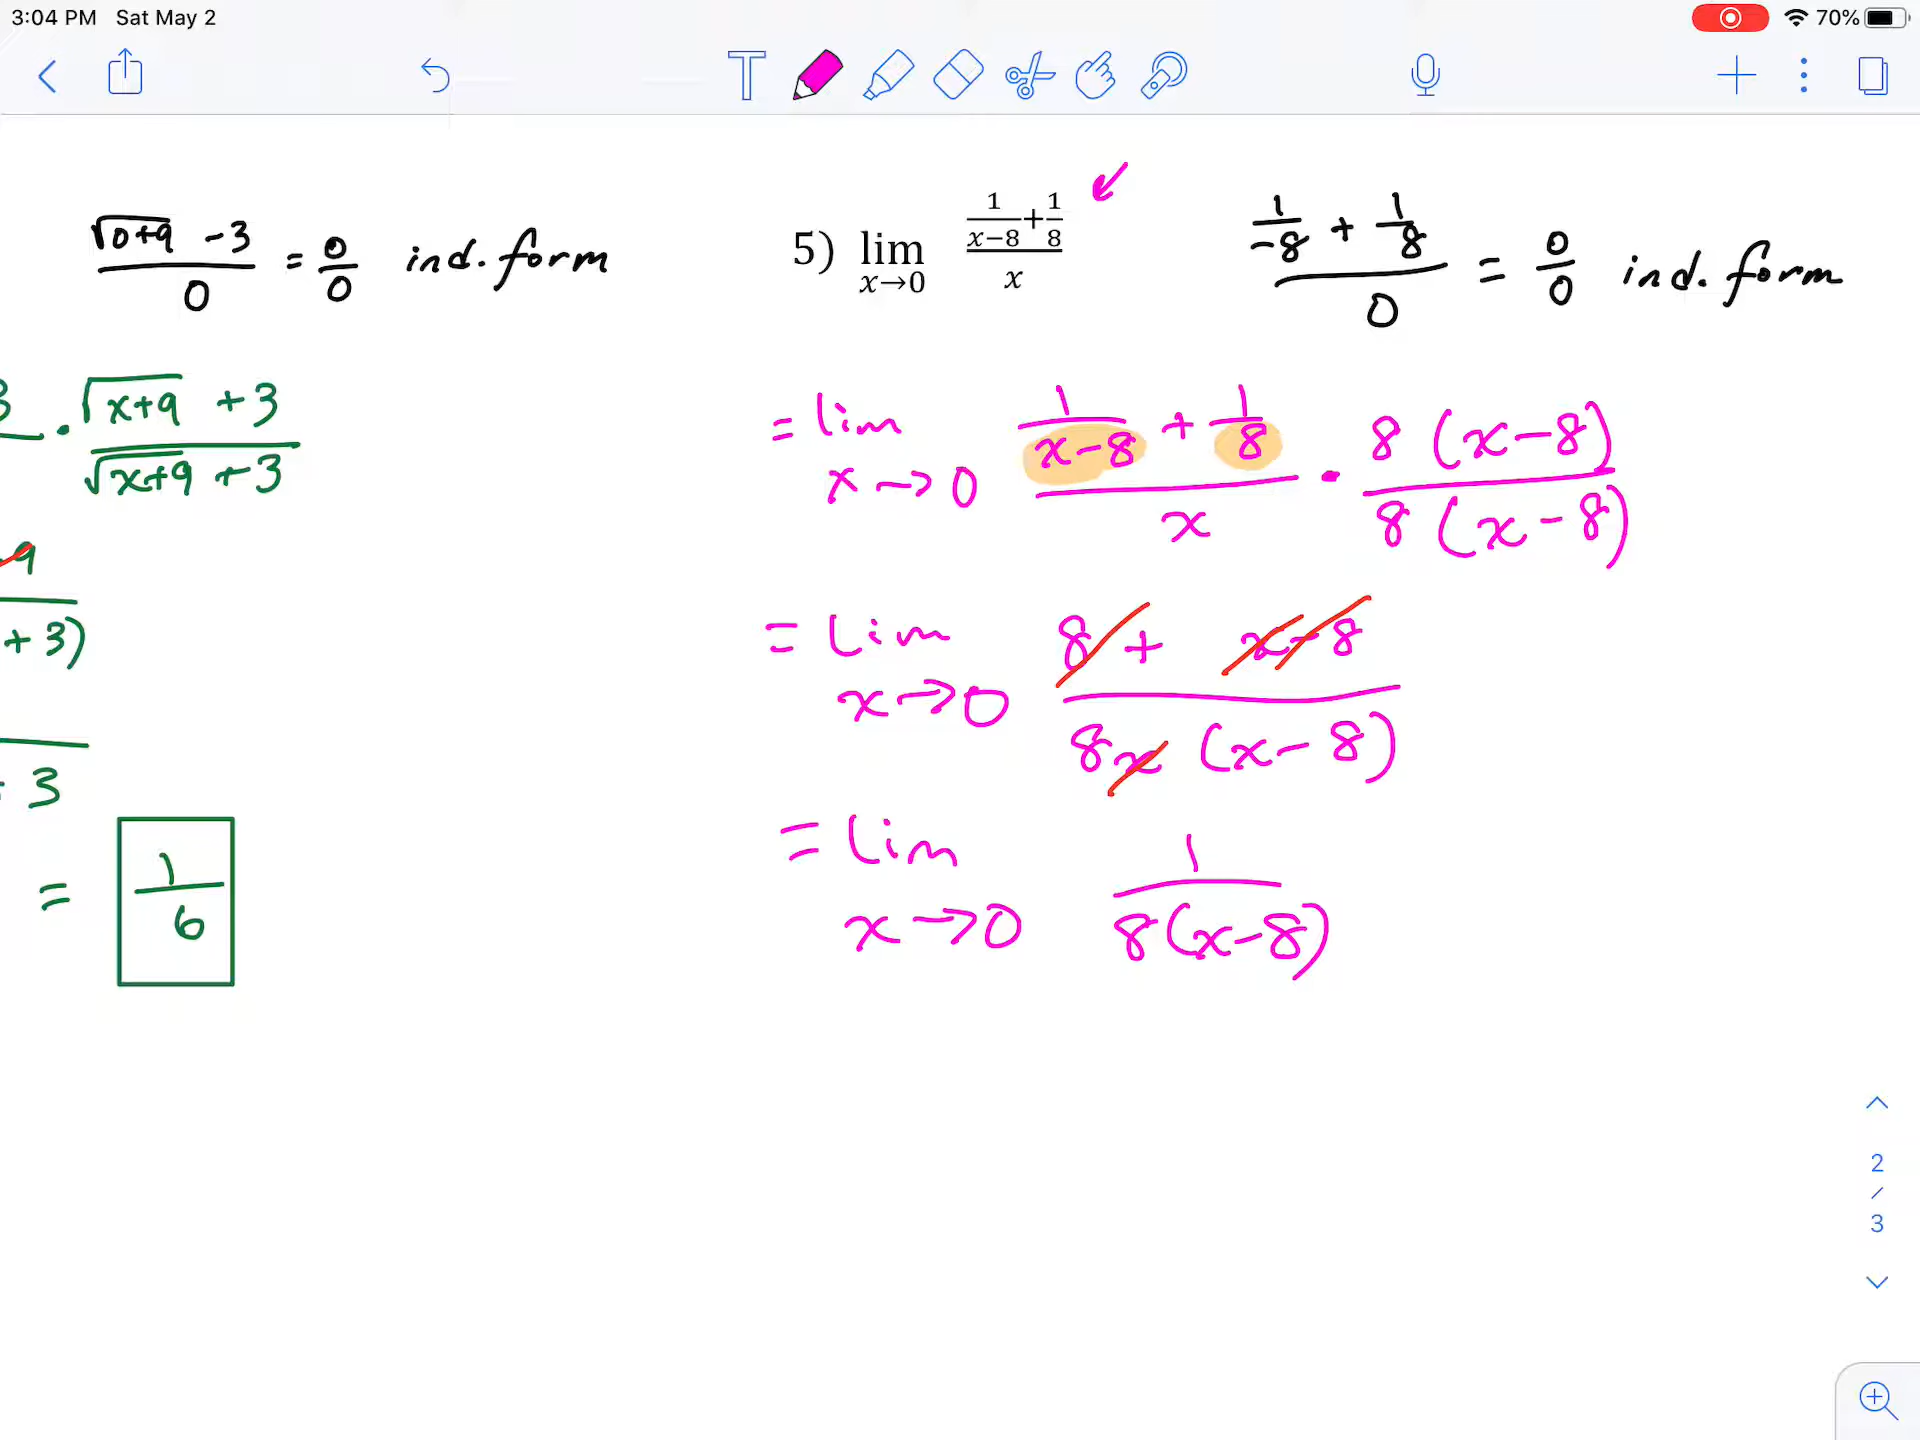 3:04 PM Sat May 2
70%
T
√(0+9) - 3 / 0 = 0/0 ind. form
3 · (√(x+9) + 3) / (√(x+9) + 3)
9
+ 3)
3
= 1/6
5) lim x→0 (1/(x−8) + 1/8) / x
(1/-8 + 1/8) / 0 = 0/0 ind. form
= lim x→0 (1/(x-8) + 1/8) / x · 8(x-8) / 8(x-8)
= lim x→0 (8 + x-8) / 8x(x-8)
= lim x→0 1 / 8(x-8)
2
/
3